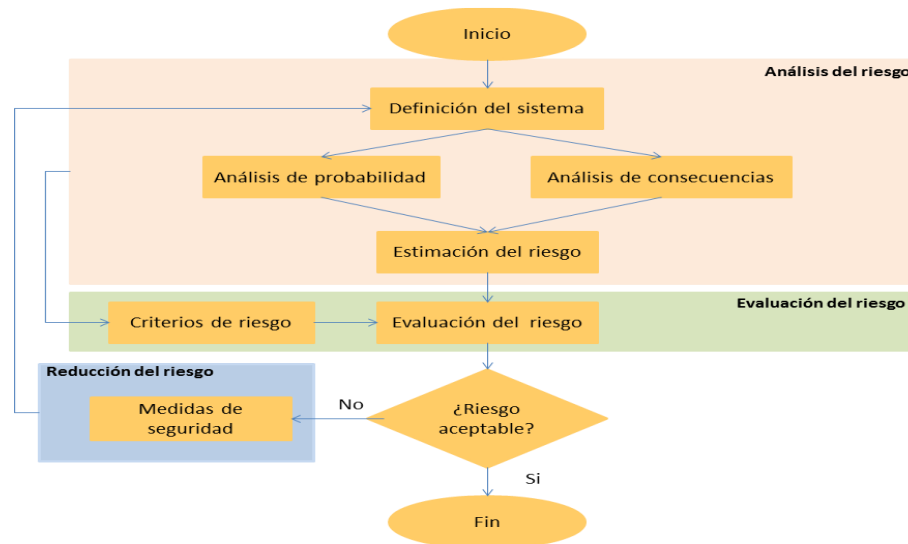 Inicio
Análisis del riesgo
Definición del sistema
Análisis de probabilidad
Análisis de consecuencias
Estimación del riesgo
Evaluación del riesgo
Criterios de riesgo
Evaluación del riesgo
Reducción del riesgo
Medidas de
seguridad
No
¿Riesgo
aceptable?
Si
Fin